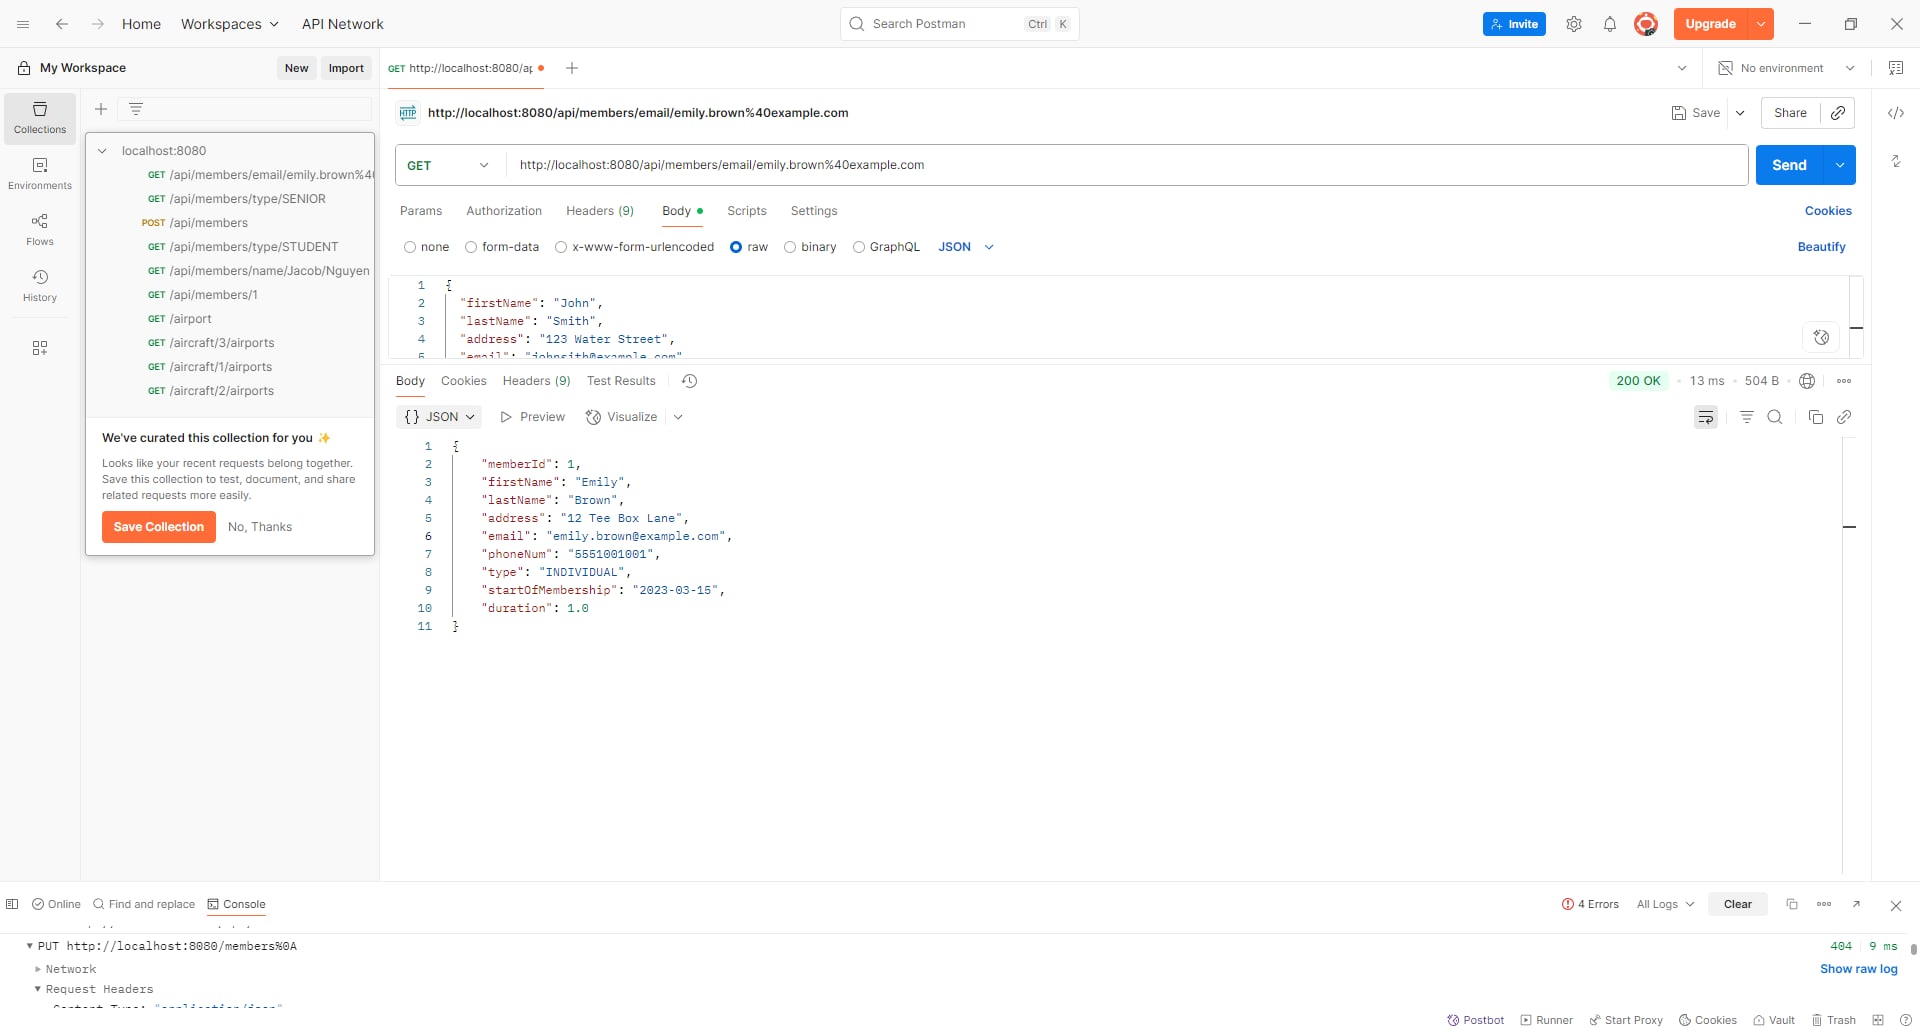 Home Workspaces API Network Search Postman Ctrl K Invite Upgrade
My Workspace New Import GET http://localhost:8080/ap No environment
Collections
Environments
Flows
History
localhost:8080
GET /api/members/email/emily.brown%40
GET /api/members/type/SENIOR
POST /api/members
GET /api/members/type/STUDENT
GET /api/members/name/Jacob/Nguyen
GET /api/members/1
GET /airport
GET /aircraft/3/airports
GET /aircraft/1/airports
GET /aircraft/2/airports
We've curated this collection for you ✨
Looks like your recent requests belong together.
Save this collection to test, document, and share
related requests more easily.
Save Collection No, Thanks
HTTP http://localhost:8080/api/members/email/emily.brown%40example.com Save Share
GET http://localhost:8080/api/members/email/emily.brown%40example.com Send
Params Authorization Headers (9) Body Scripts Settings Cookies
none form-data x-www-form-urlencoded raw binary GraphQL JSON Beautify
1 {
2 "firstName": "John",
3 "lastName": "Smith",
4 "address": "123 Water Street",
5 "email": "johnsith@example.com"
Body Cookies Headers (9) Test Results 200 OK 13 ms 504 B
{} JSON Preview Visualize
1 {
2 "memberId": 1,
3 "firstName": "Emily",
4 "lastName": "Brown",
5 "address": "12 Tee Box Lane",
6 "email": "emily.brown@example.com",
7 "phoneNum": "5551001001",
8 "type": "INDIVIDUAL",
9 "startOfMembership": "2023-03-15",
10 "duration": 1.0
11 }
Online Find and replace Console 4 Errors All Logs Clear
PUT http://localhost:8080/members%0A 404 9 ms
Network Show raw log
Request Headers
Content-Type: "application/json"
Postbot Runner Start Proxy Cookies Vault Trash